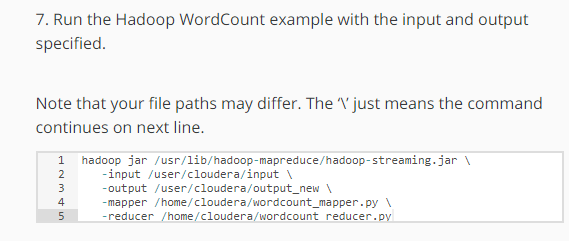 7. Run the Hadoop WordCount example with the input and output
specified.
Note that your file paths may differ. The '\' just means the command
continues on next line.
1 hadoop jar /usr/lib/hadoop-mapreduce/hadoop-streaming.jar \
2 -input /user/cloudera/input \
3 -output /user/cloudera/output_new \
4 -mapper /home/cloudera/wordcount_mapper.py \
5 -reducer /home/cloudera/wordcount_reducer.py